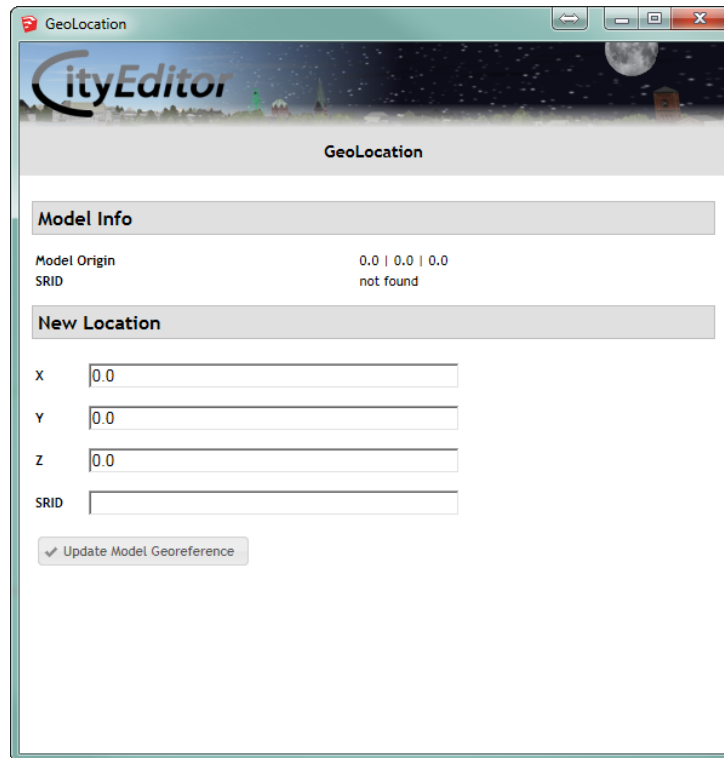 GeoLocation
CityEditor
GeoLocation
Model Info
Model Origin 0.0 | 0.0 | 0.0
SRID not found
New Location
X 0.0
Y 0.0
Z 0.0
SRID
Update Model Georeference